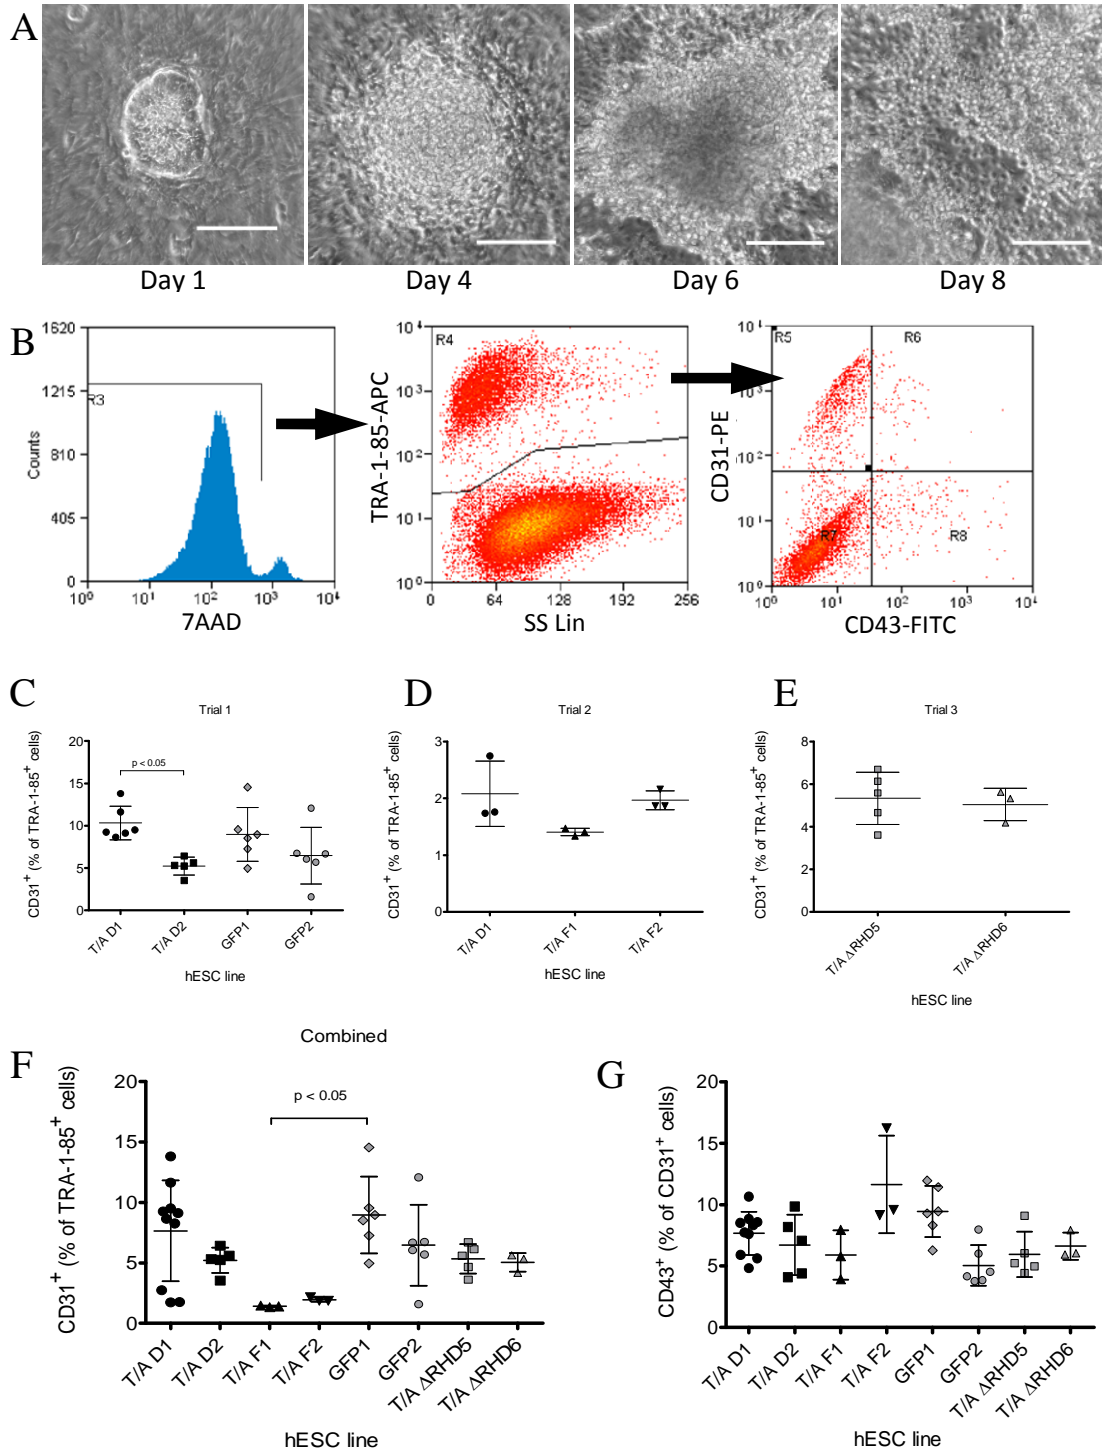 A
Day 1
Day 4
Day 6
Day 8
B
1620
1215
810
405
0
Counts
R3
10⁰
10¹
10²
10³
10⁴
7AAD
TRA-1-85-APC
10⁴
10³
10²
10¹
10⁰
R4
0
64
128
192
256
SS Lin
CD31-PE
10⁴
10³
10²
10¹
10⁰
R5
R6
R7
R8
10⁰
10¹
10²
10³
10⁴
CD43-FITC
C
Trial 1
CD31⁺ (% of TRA-1-85⁺ cells)
20
15
10
5
0
p < 0.05
T/A D1
T/A D2
GFP1
GFP2
hESC line
D
Trial 2
CD31⁺ (% of TRA-1-85⁺ cells)
3
2
1
0
T/A D1
T/A F1
T/A F2
hESC line
E
Trial 3
CD31⁺ (% of TRA-1-85⁺ cells)
8
6
4
2
0
T/A ΔRHD5
T/A ΔRHD6
hESC line
F
Combined
CD31⁺ (% of TRA-1-85⁺ cells)
20
15
10
5
0
p < 0.05
T/A D1
T/A D2
T/A F1
T/A F2
GFP1
GFP2
T/A ΔRHD5
T/A ΔRHD6
hESC line
G
CD43⁺ (% of CD31⁺ cells)
20
15
10
5
0
T/A D1
T/A D2
T/A F1
T/A F2
GFP1
GFP2
T/A ΔRHD5
T/A ΔRHD6
hESC line